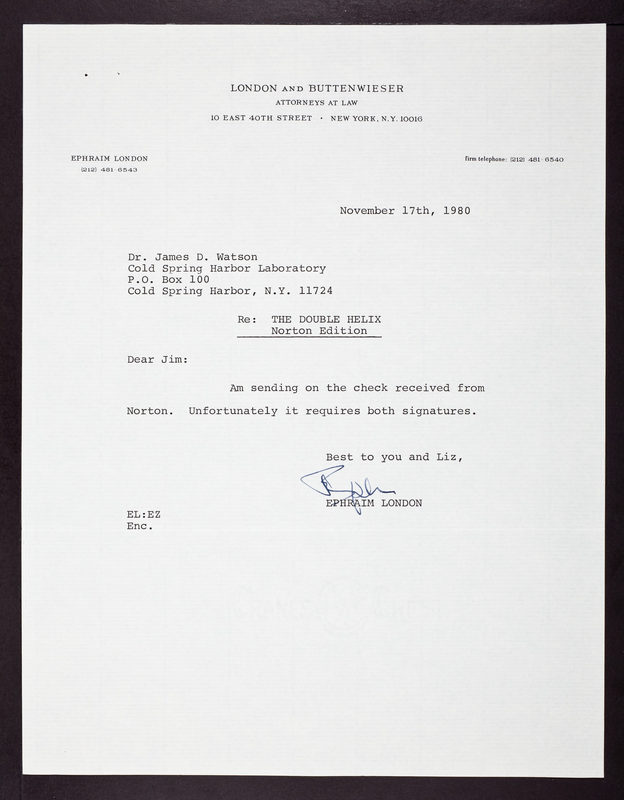 LONDON AND BUTTENWIESER
ATTORNEYS AT LAW
10 EAST 40TH STREET · NEW YORK, N.Y. 10016
EPHRAIM LONDON
(212) 481-6543
firm telephone: (212) 481-6540
November 17th, 1980
Dr. James D. Watson
Cold Spring Harbor Laboratory
P.O. Box 100
Cold Spring Harbor, N.Y. 11724
Re: THE DOUBLE HELIX
Norton Edition
Dear Jim:
Am sending on the check received from
Norton. Unfortunately it requires both signatures.
Best to you and Liz,
EPHRAIM LONDON
EL:EZ
Enc.